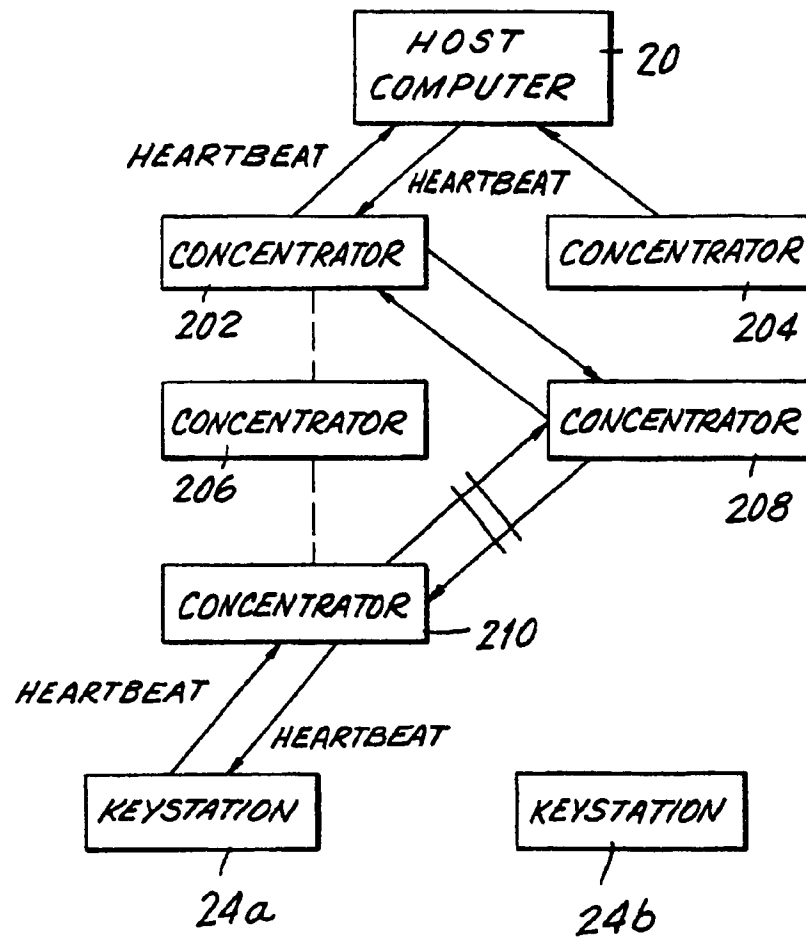 HOST
COMPUTER
20
HEARTBEAT
HEARTBEAT
CONCENTRATOR
CONCENTRATOR
202
204
CONCENTRATOR
CONCENTRATOR
206
208
CONCENTRATOR
210
HEARTBEAT
HEARTBEAT
KEYSTATION
KEYSTATION
24a
24b